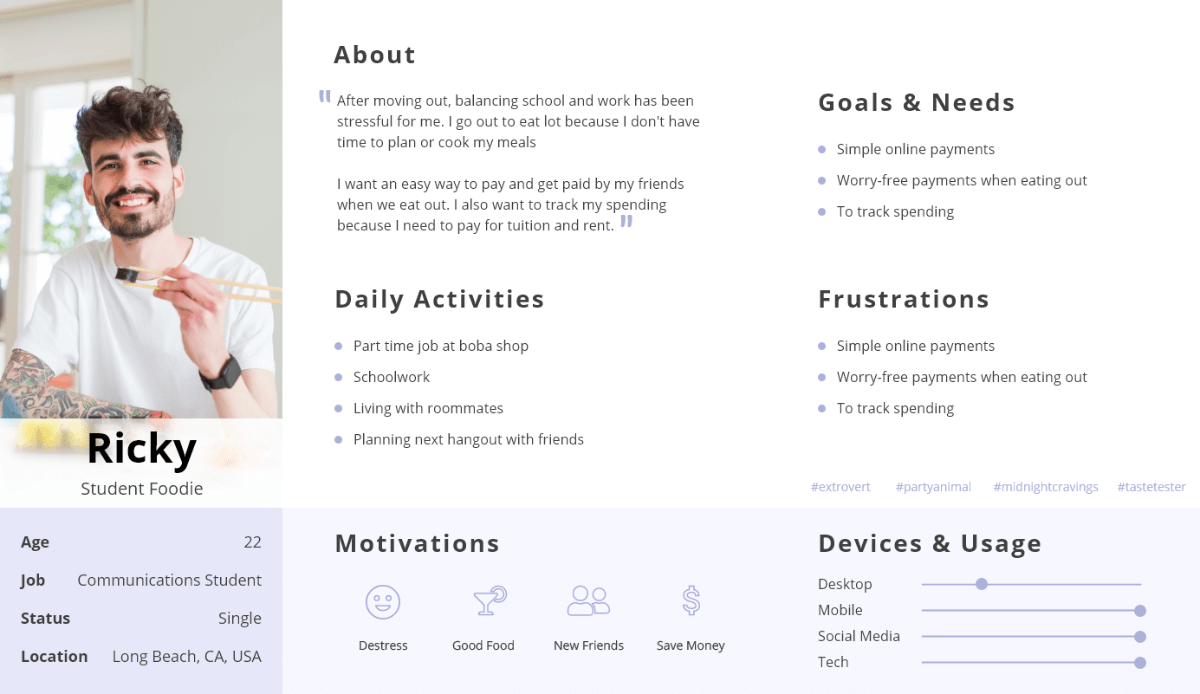 About
" After moving out, balancing school and work has been
stressful for me. I go out to eat lot because I don't have
time to plan or cook my meals
I want an easy way to pay and get paid by my friends
when we eat out. I also want to track my spending
because I need to pay for tuition and rent. "
Goals & Needs
Simple online payments
Worry-free payments when eating out
To track spending
Daily Activities
Part time job at boba shop
Schoolwork
Living with roommates
Planning next hangout with friends
Frustrations
Simple online payments
Worry-free payments when eating out
To track spending
#extrovert #partyanimal #midnightcravings #tastetester
Ricky
Student Foodie
Age 22
Job Communications Student
Status Single
Location Long Beach, CA, USA
Motivations
Destress Good Food New Friends Save Money
Devices & Usage
Desktop
Mobile
Social Media
Tech